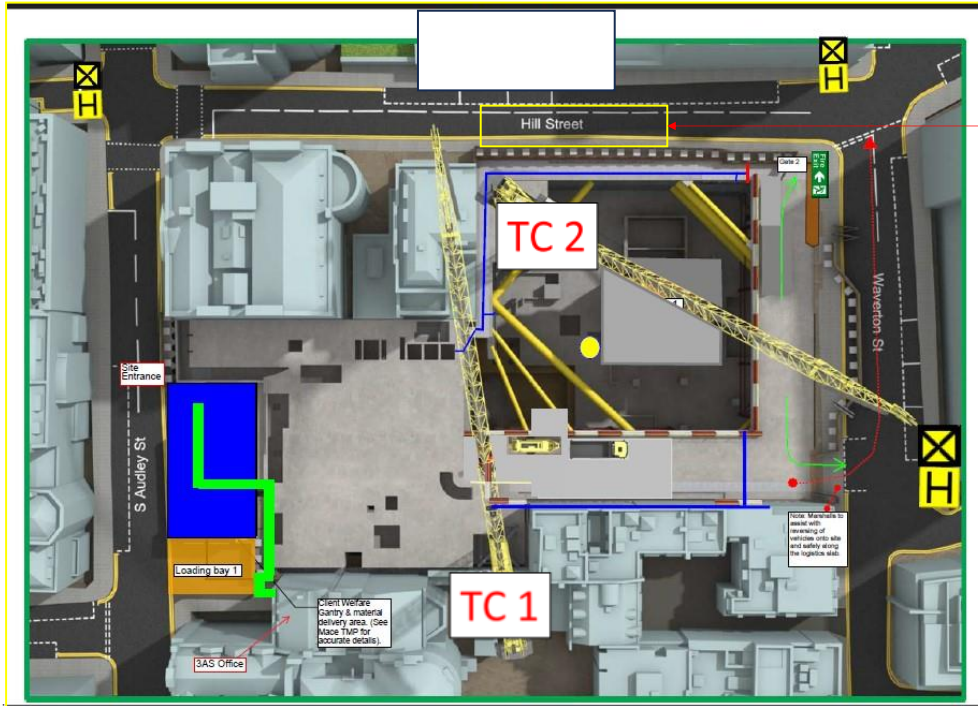 H
H
Hill Street
Gate 2
Fire
Exit
TC 2
Waverton St
Site
Entrance
S Audley St
H
Note: Marshalls to
assist with
reversing of
vehicles onto site
and safely along
the logistics slab.
Loading bay 1
Client Welfare
Gantry & material
delivery area. (See
Mace TMP for
accurate details).
TC 1
3AS Office